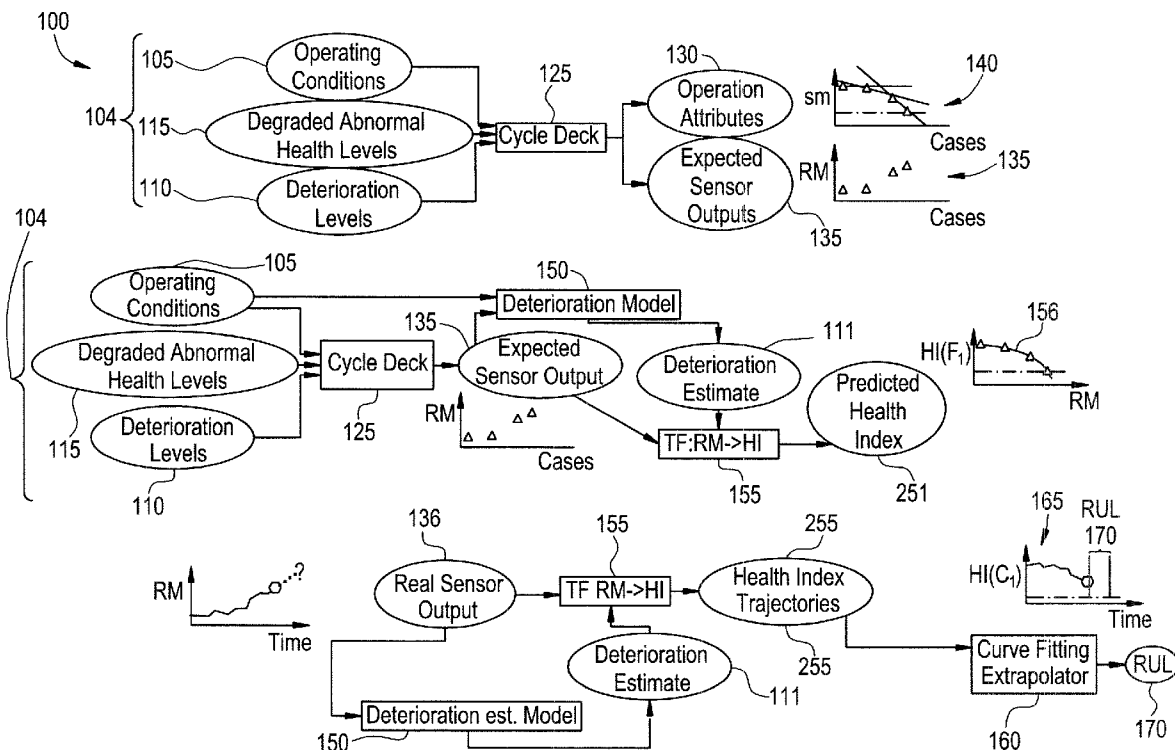 100
105
Operating
Conditions
104
115
Degraded Abnormal
Health Levels
110
Deterioration
Levels
125
Cycle Deck
130
Operation
Attributes
Expected
Sensor
Outputs
135
sm
140
Cases
RM
135
Cases
104
105
Operating
Conditions
Degraded Abnormal
Health Levels
115
Deterioration
Levels
110
Cycle Deck
125
135
Expected
Sensor Output
RM
Cases
150
Deterioration Model
111
Deterioration
Estimate
TF:RM->HI
155
Predicted
Health
Index
251
HI(F1)
156
RM
RM
?
Time
136
Real Sensor
Output
155
TF RM->HI
255
Health Index
Trajectories
255
Deterioration
Estimate
111
Deterioration est. Model
150
165
RUL
170
HI(C1)
Time
Curve Fitting
Extrapolator
160
RUL
170